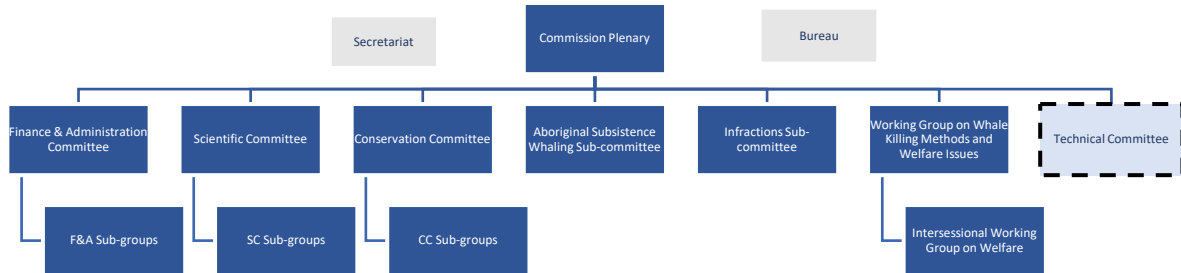 Secretariat
Commission Plenary
Bureau
Finance & Administration
Committee
Scientific Committee
Conservation Committee
Aboriginal Subsistence
Whaling Sub-committee
Infractions Sub-
committee
Working Group on Whale
Killing Methods and
Welfare Issues
Technical Committee
F&A Sub-groups
SC Sub-groups
CC Sub-groups
Intersessional Working
Group on Welfare